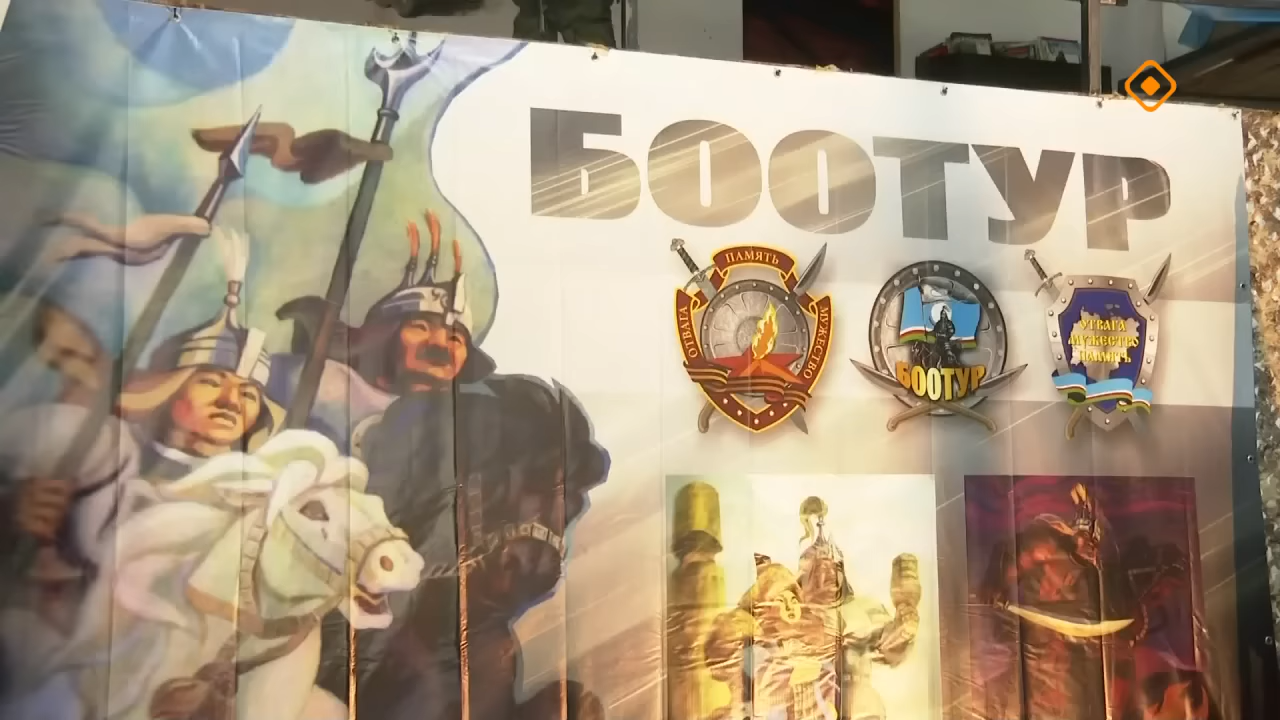 БООТУР
ПАМЯТЬ
ОТВАГА
МУЖЕСТВО
БООТУР
ОТВАГА
МУЖЕСТВО
ПАМЯТЬ